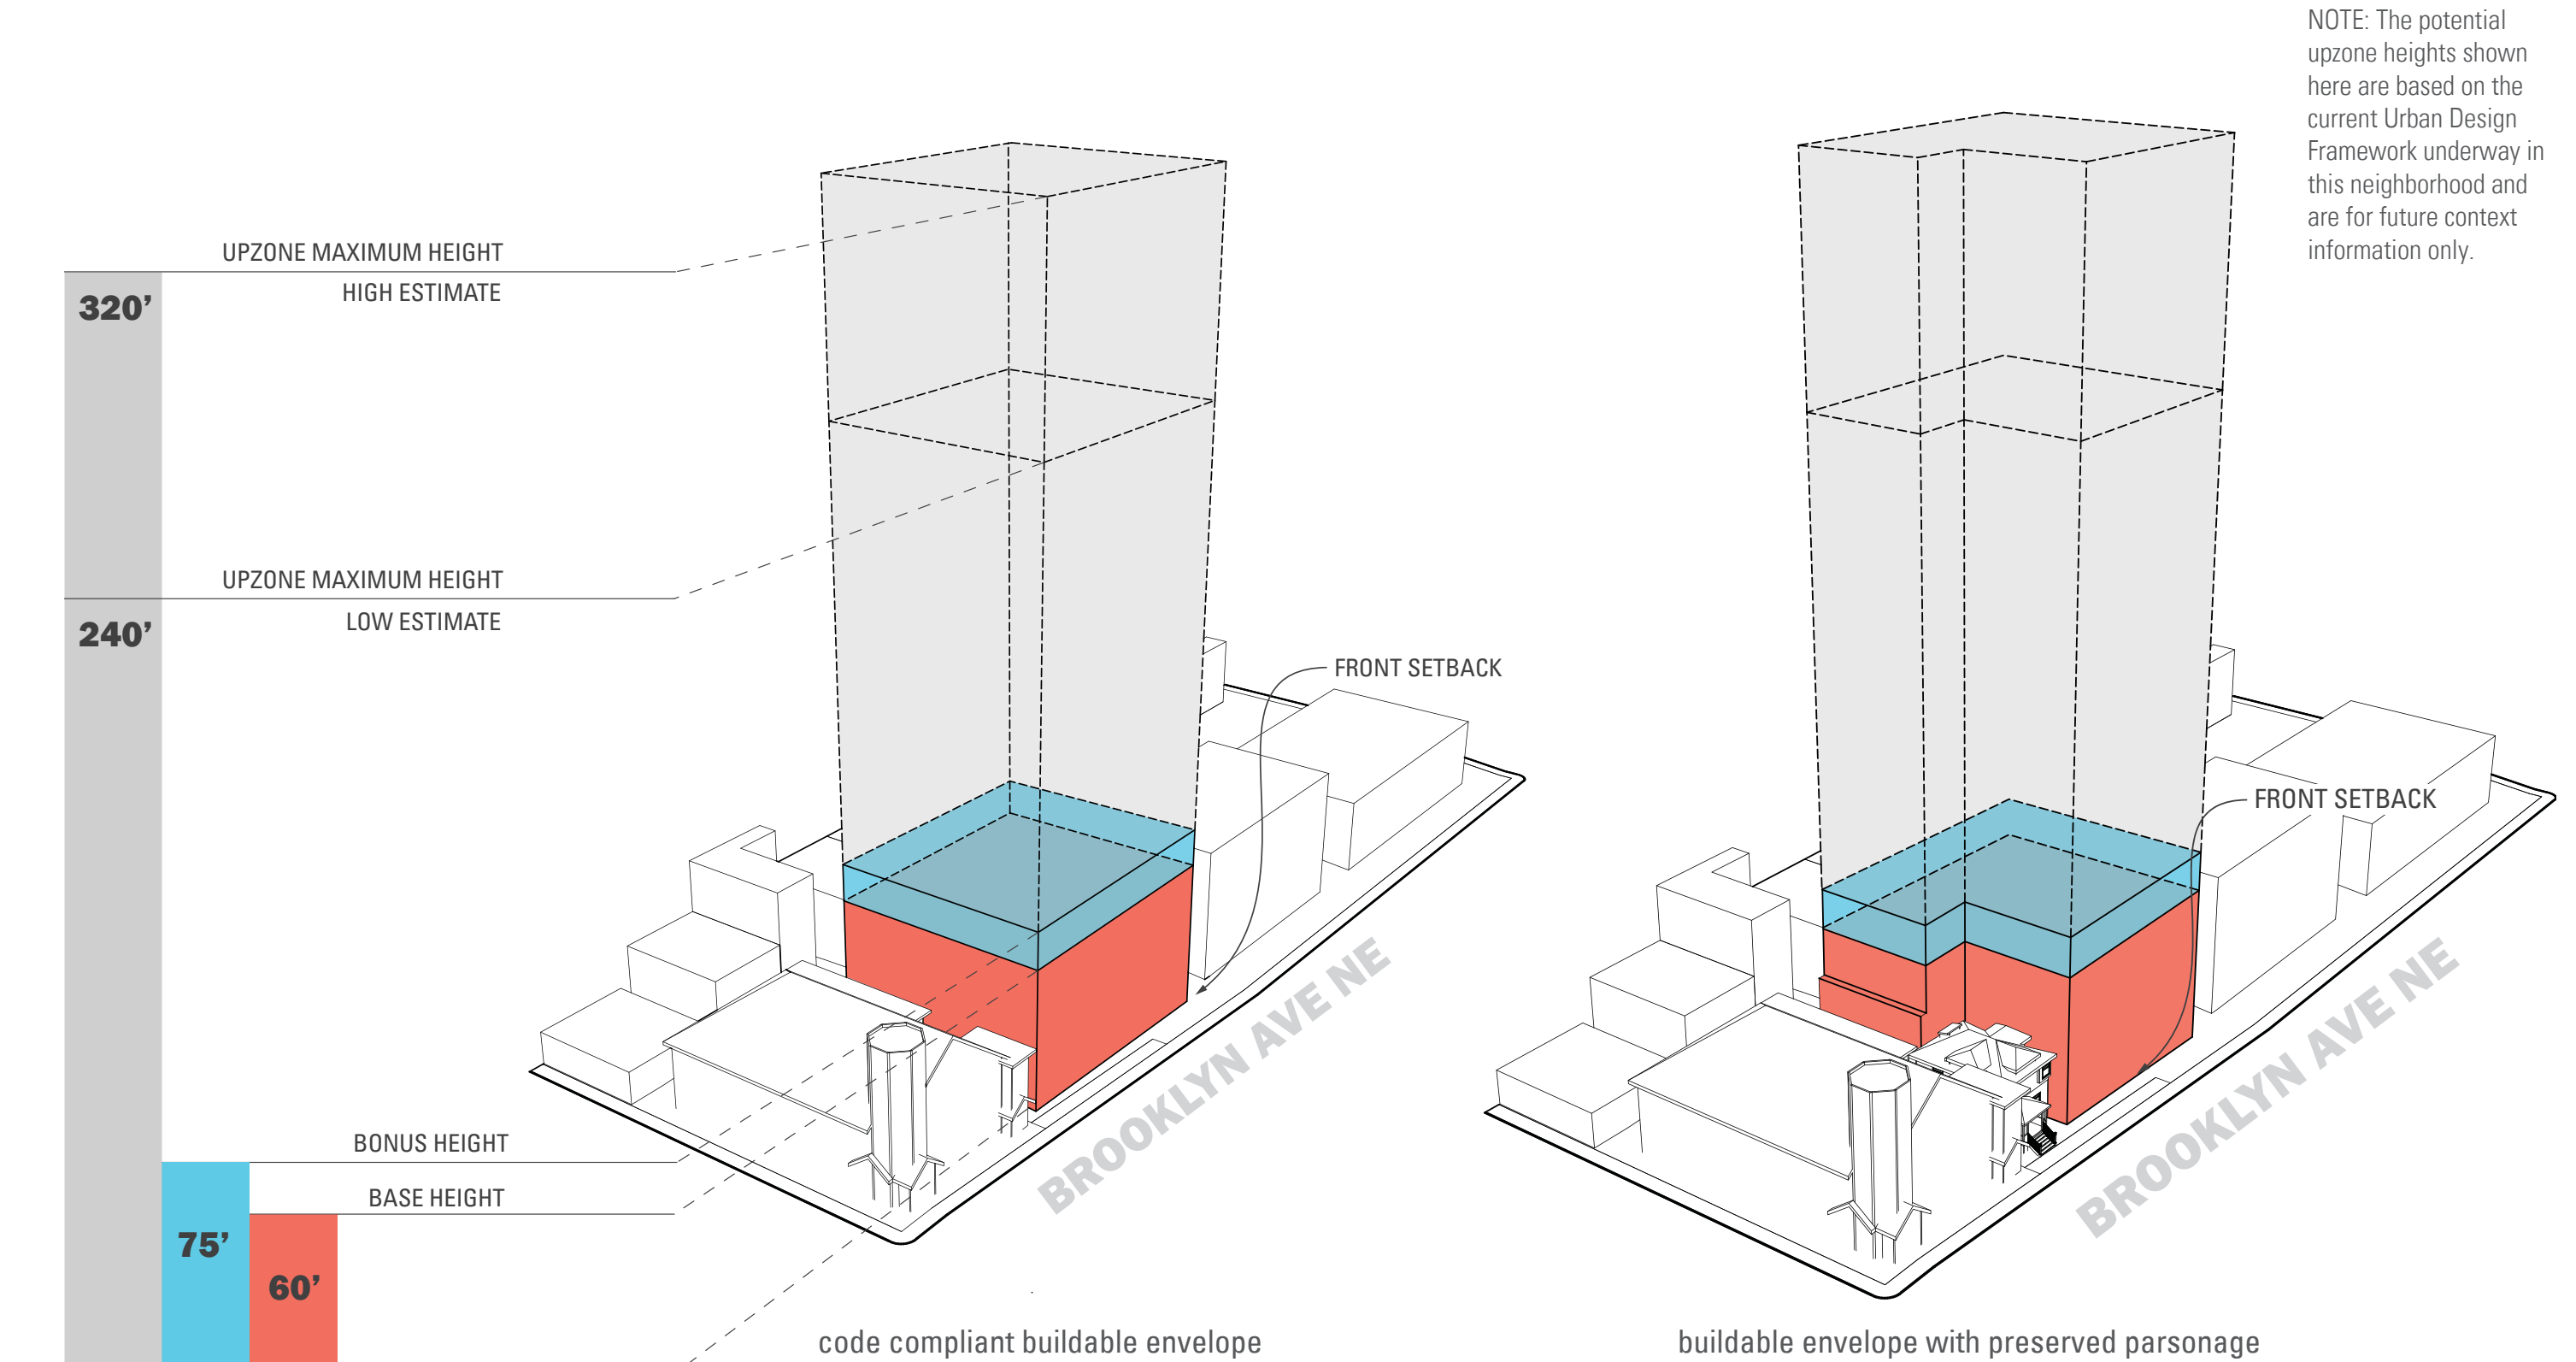 NOTE: The potential
upzone heights shown
here are based on the
current Urban Design
Framework underway in
this neighborhood and
are for future context
information only.
UPZONE MAXIMUM HEIGHT
HIGH ESTIMATE
320’
UPZONE MAXIMUM HEIGHT
LOW ESTIMATE
240’
FRONT SETBACK
FRONT SETBACK
BROOKLYN AVE NE
BROOKLYN AVE NE
BONUS HEIGHT
BASE HEIGHT
75’
60’
code compliant buildable envelope
buildable envelope with preserved parsonage